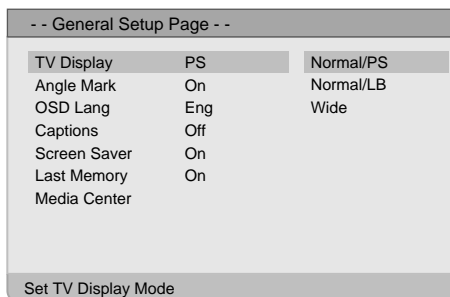 - - General Setup Page - -
TV Display PS Normal/PS
Angle Mark On Normal/LB
OSD Lang Eng Wide
Captions Off
Screen Saver On
Last Memory On
Media Center
Set TV Display Mode